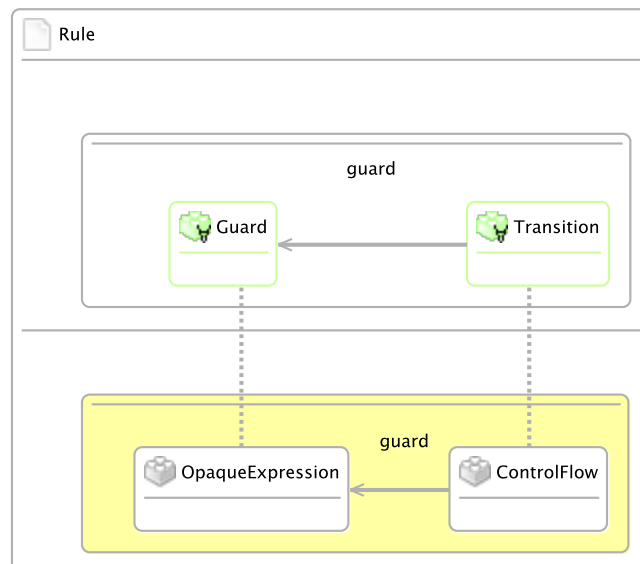 Rule
guard
Guard
Transition
guard
OpaqueExpression
ControlFlow